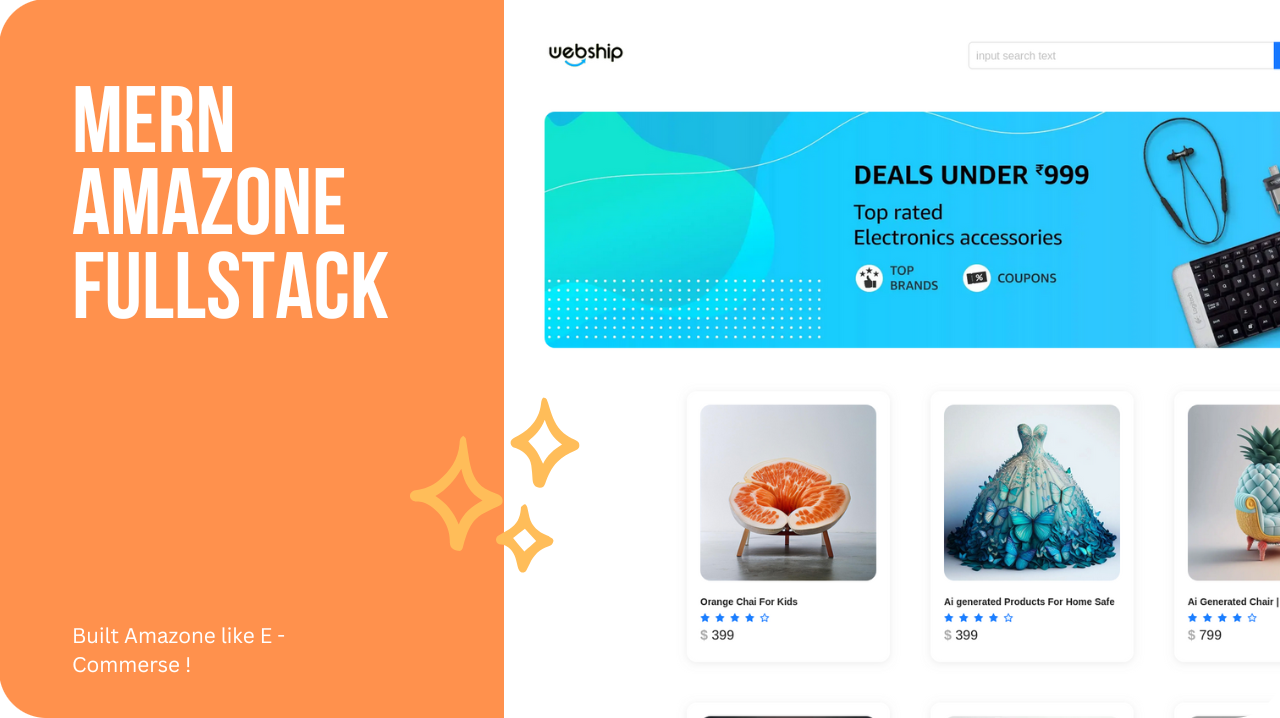 MERN
AMAZONE
FULLSTACK
Built Amazone like E -
Commerse !
webship
input search text
DEALS UNDER ₹999
Top rated
Electronics accessories
TOP
BRANDS
COUPONS
Orange Chai For Kids
$ 399
Ai generated Products For Home Safe
$ 399
Ai Generated Chair |
$ 799